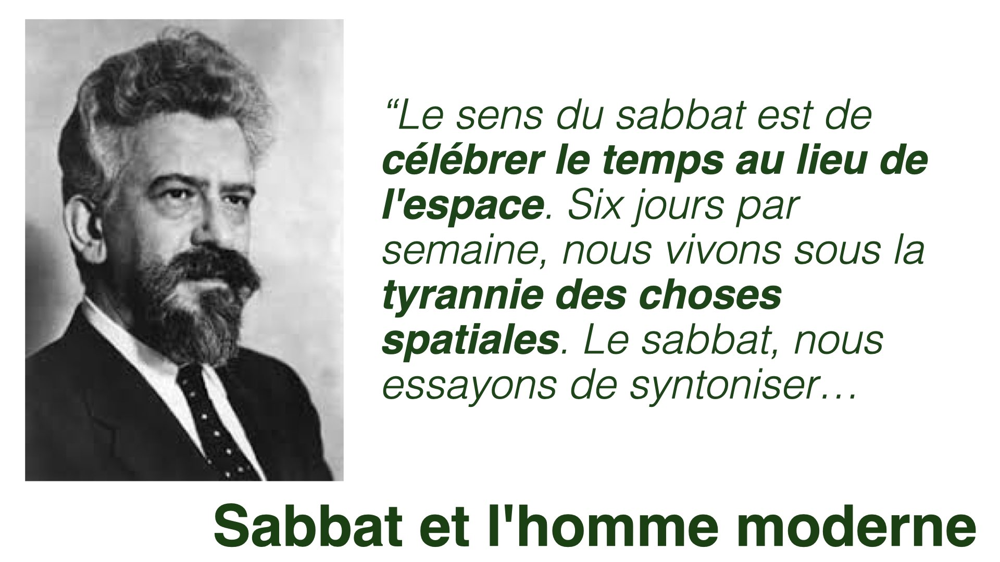 “Le sens du sabbat est de
célébrer le temps au lieu de
l'espace. Six jours par
semaine, nous vivons sous la
tyrannie des choses
spatiales. Le sabbat, nous
essayons de syntoniser…
Sabbat et l'homme moderne